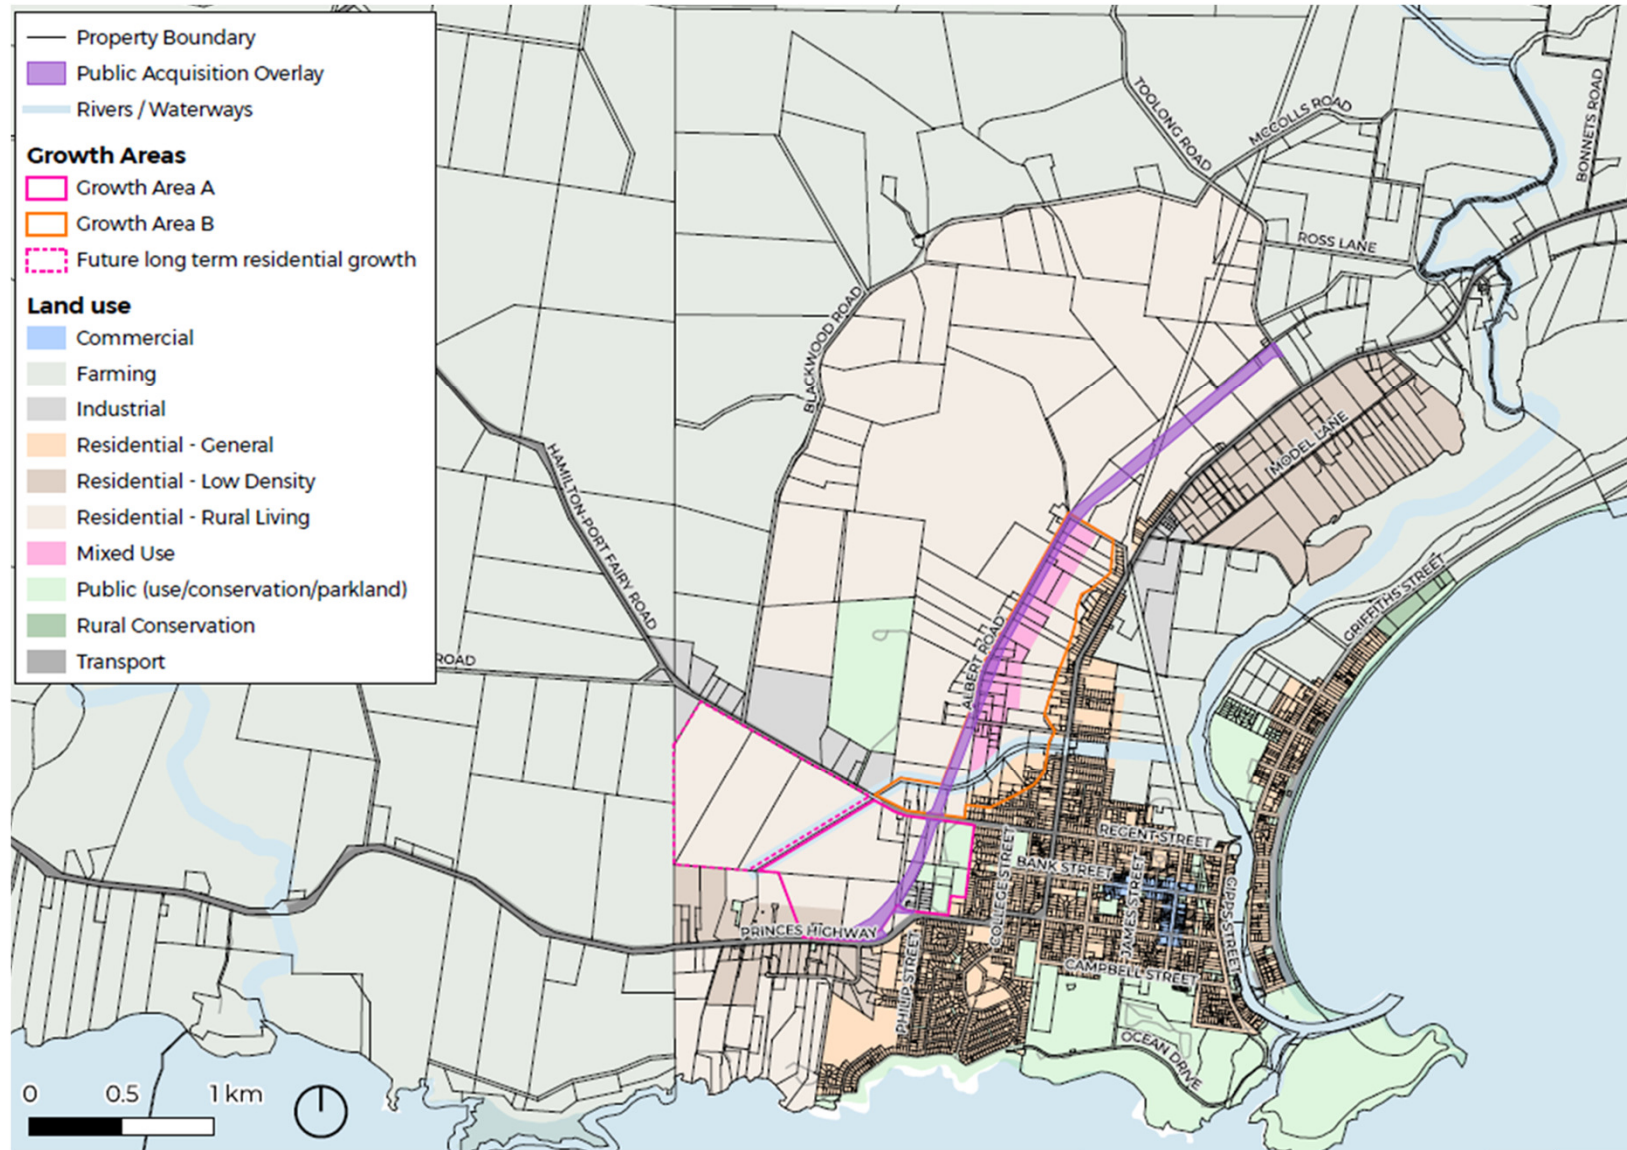 Property Boundary
Public Acquisition Overlay
Rivers / Waterways
Growth Areas
Growth Area A
Growth Area B
Future long term residential growth
Land use
Commercial
Farming
Industrial
Residential - General
Residential - Low Density
Residential - Rural Living
Mixed Use
Public (use/conservation/parkland)
Rural Conservation
Transport
TOOLONG ROAD
MCCOLLS ROAD
BONNETS ROAD
ROSS LANE
BLACKWOOD ROAD
MODEL LANE
HAMILTON-PORT FAIRY ROAD
GRIFFITHS STREET
ALBERT ROAD
ROAD
REGENT STREET
BANK STREET
COLLEGE STREET
JAMES STREET
GIPPS STREET
PRINCES HIGHWAY
PHILIP STREET
CAMPBELL STREET
OCEAN DRIVE
0 0.5 1 km